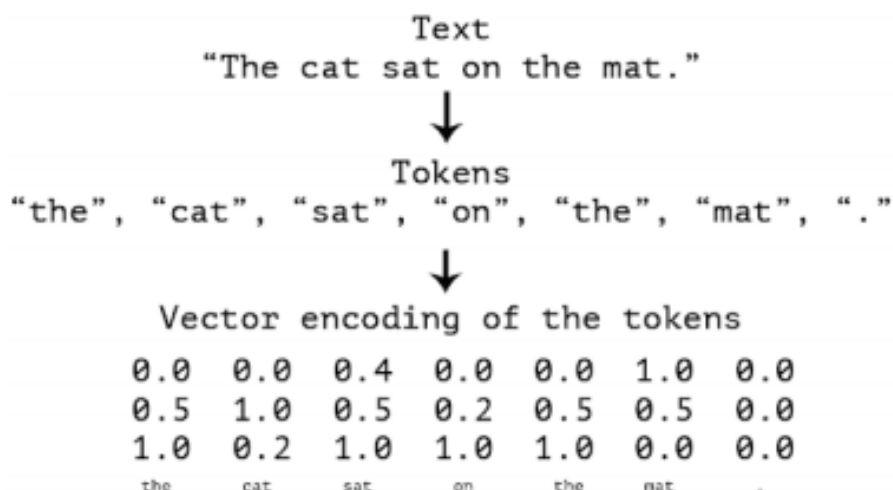 Text
“The cat sat on the mat.”
Tokens
“the”, “cat”, “sat”, “on”, “the”, “mat”, “.”
Vector encoding of the tokens
0.0 0.0 0.4 0.0 0.0 1.0 0.0
0.5 1.0 0.5 0.2 0.5 0.5 0.0
1.0 0.2 1.0 1.0 1.0 0.0 0.0
the cat sat on the mat .